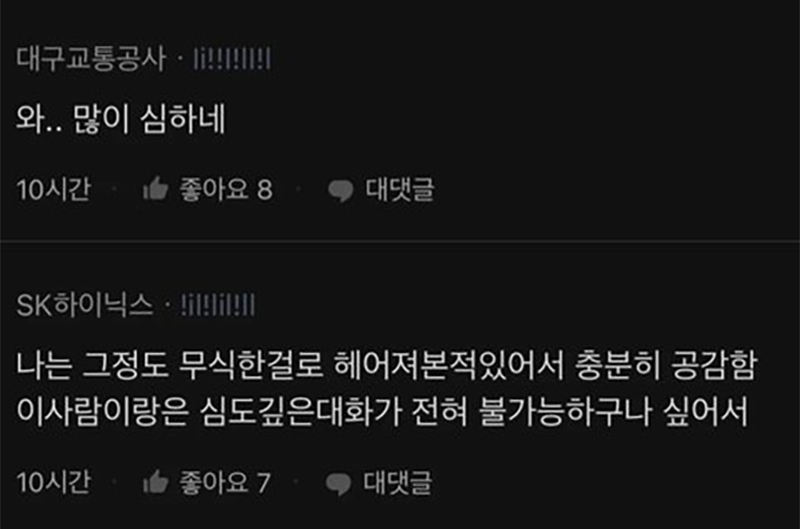 대구교통공사 · li!!!l!ll!l
와.. 많이 심하네
10시간 · 좋아요 8 · 대댓글
SK하이닉스 · !il!lil!ll
나는 그정도 무식한걸로 헤어져본적있어서 충분히 공감함
이사람이랑은 심도깊은대화가 전혀 불가능하구나 싶어서
10시간 · 좋아요 7 · 대댓글